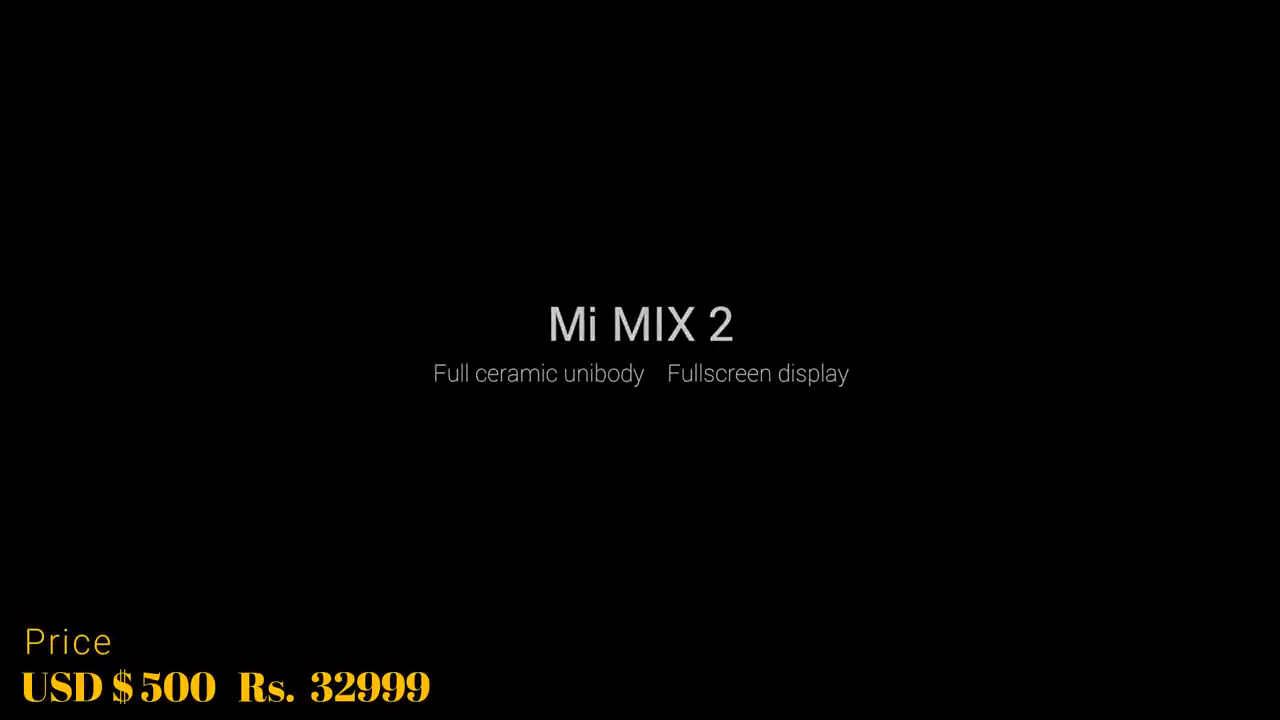 Mi MIX 2
Full ceramic unibody Fullscreen display
Price
USD $ 500 Rs. 32999